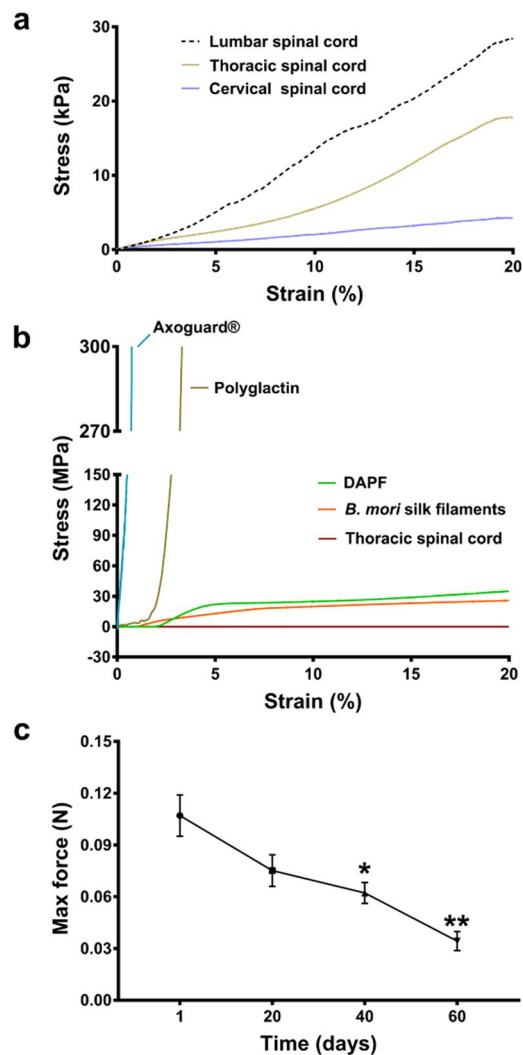 a
30
20
10
0
Stress (kPa)
Lumbar spinal cord
Thoracic spinal cord
Cervical spinal cord
0 5 10 15 20
Strain (%)
b
Axoguard®
Polyglactin
300
270
150
120
90
60
30
0
-30
Stress (MPa)
DAPF
B. mori silk filaments
Thoracic spinal cord
0 5 10 15 20
Strain (%)
c
0.15
0.12
0.09
0.06
0.03
0.00
Max force (N)
*
**
1 20 40 60
Time (days)